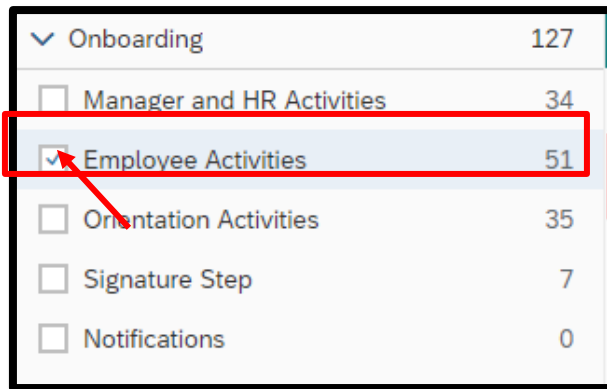 Onboarding 127
Manager and HR Activities 34
Employee Activities 51
Orientation Activities 35
Signature Step 7
Notifications 0